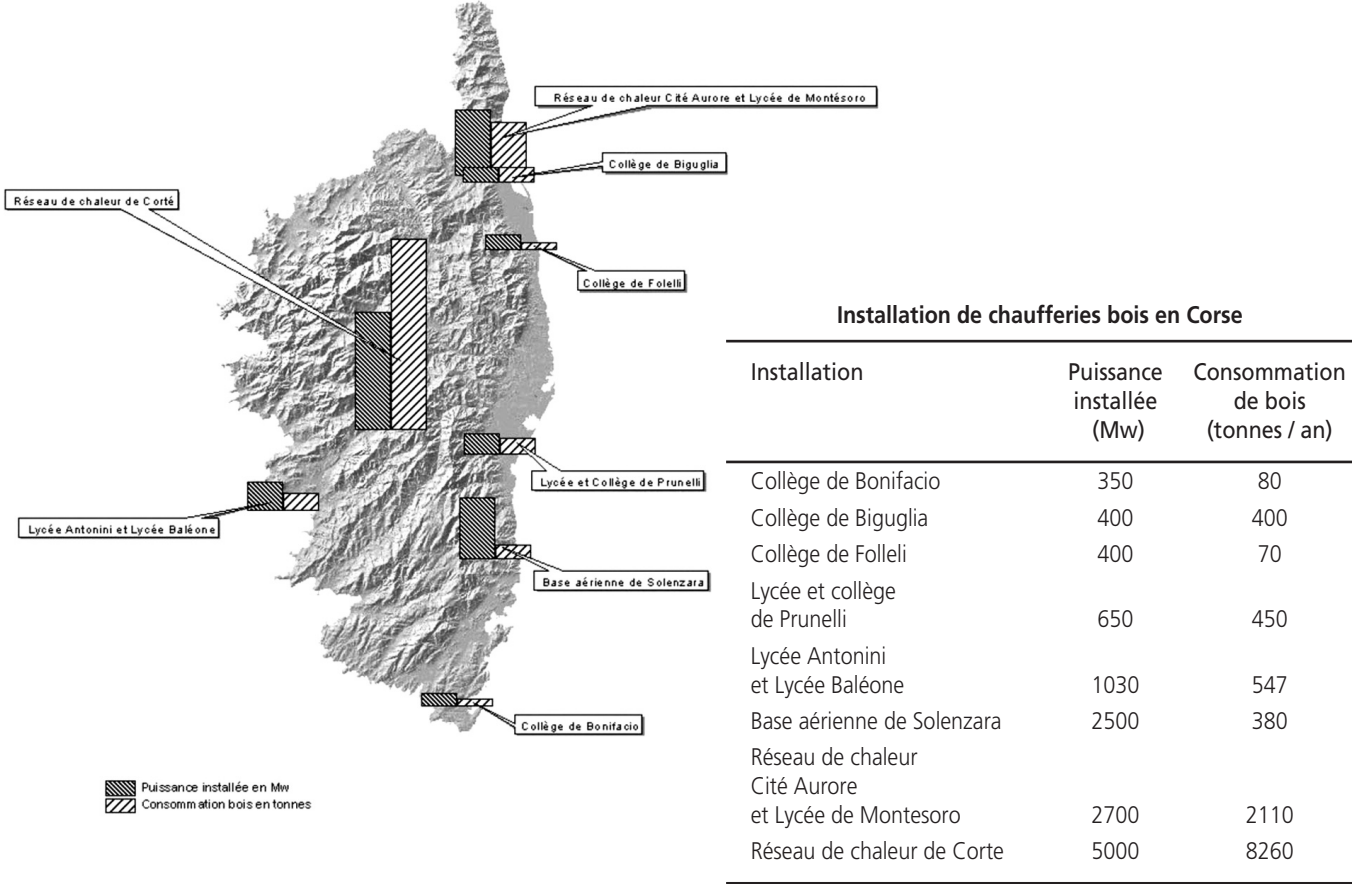 Réseau de chaleur Cité Aurore et Lycée de Montésoro
Collège de Biguglia
Réseau de chaleur de Corté
Collège de Folelli
Lycée et Collège de Prunelli
Lycée Antonini et Lycée Baléone
Base aérienne de Solenzara
Collège de Bonifacio
Puissance installée en Mw
Consommation bois en tonnes
Installation de chaufferies bois en Corse
Installation Puissance Consommation
installée de bois
(Mw) (tonnes / an)
Collège de Bonifacio 350 80
Collège de Biguglia 400 400
Collège de Folleli 400 70
Lycée et collège
de Prunelli 650 450
Lycée Antonini
et Lycée Baléone 1030 547
Base aérienne de Solenzara 2500 380
Réseau de chaleur
Cité Aurore
et Lycée de Montesoro 2700 2110
Réseau de chaleur de Corte 5000 8260